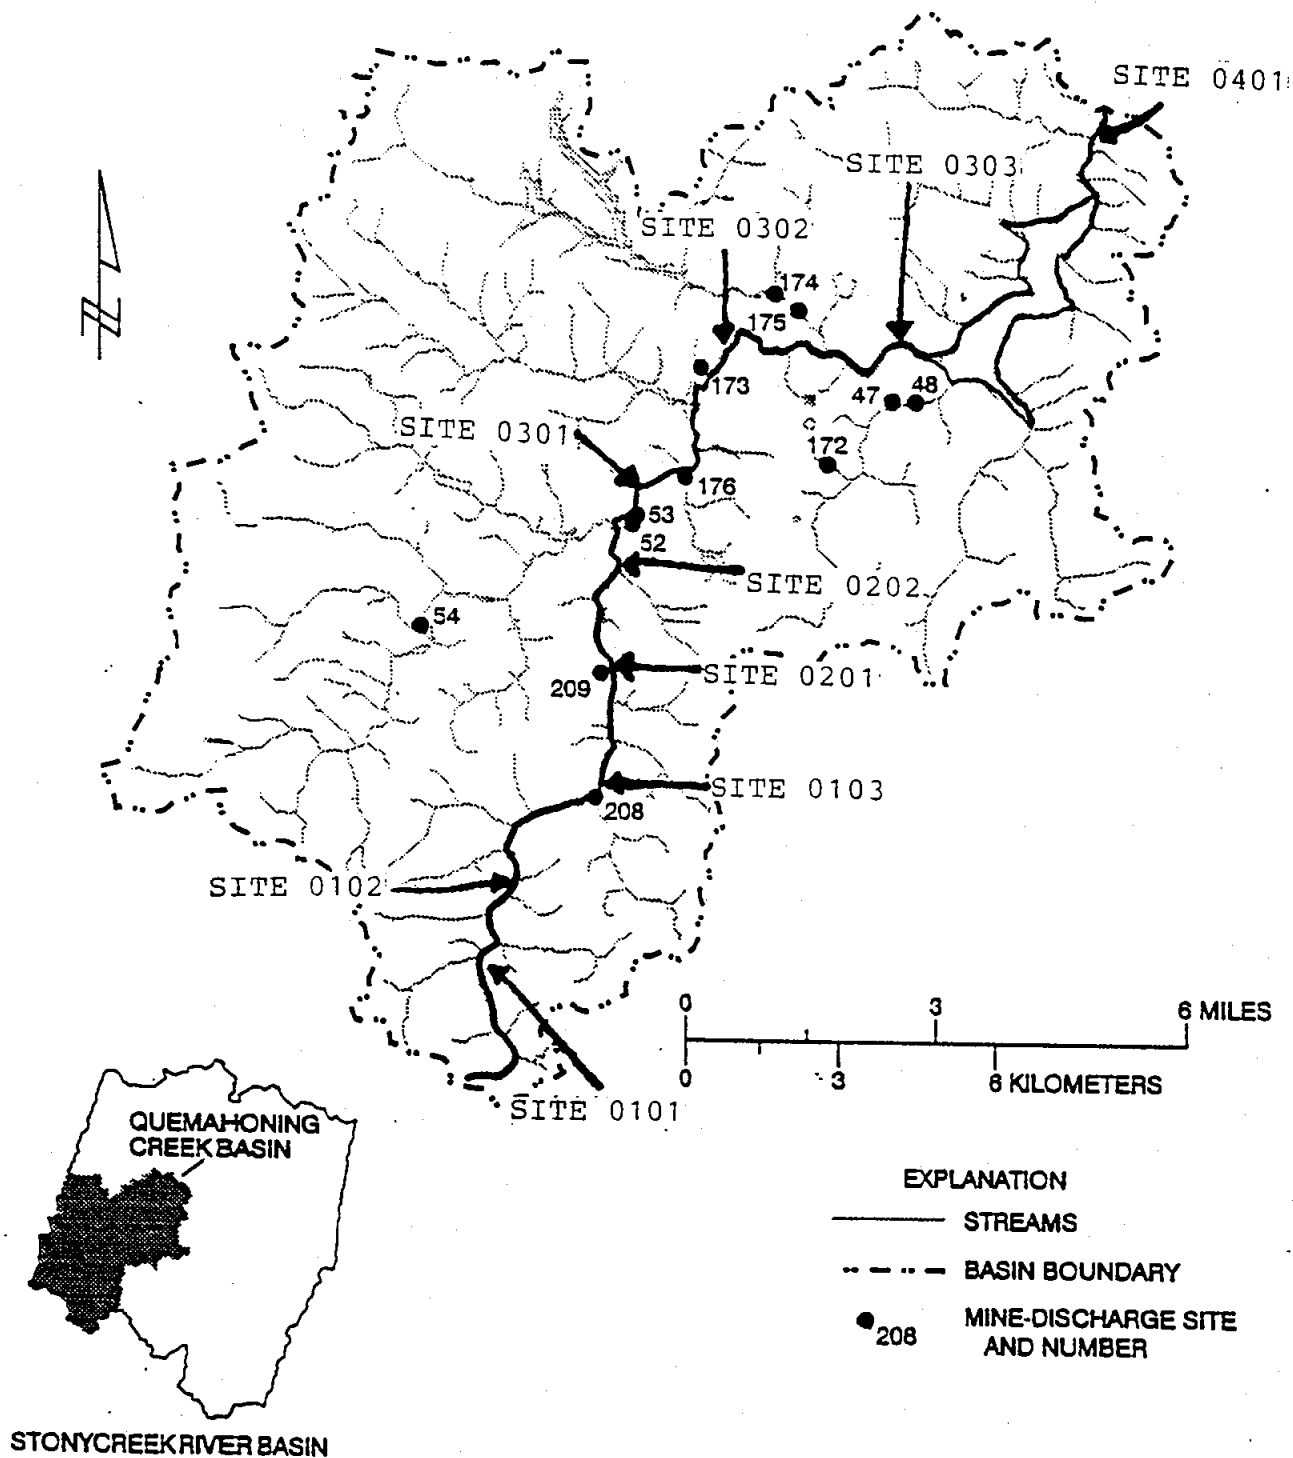 SITE 0401
SITE 0303
SITE 0302
174
175
173
47
48
SITE 0301
172
176
53
52
SITE 0202
54
SITE 0201
209
SITE 0103
208
SITE 0102
0
3
6 MILES
0
3
6 KILOMETERS
SITE 0101
N
QUEMAHONING
CREEK BASIN
STONYCREEK RIVER BASIN
EXPLANATION
STREAMS
BASIN BOUNDARY
208
MINE-DISCHARGE SITE
AND NUMBER